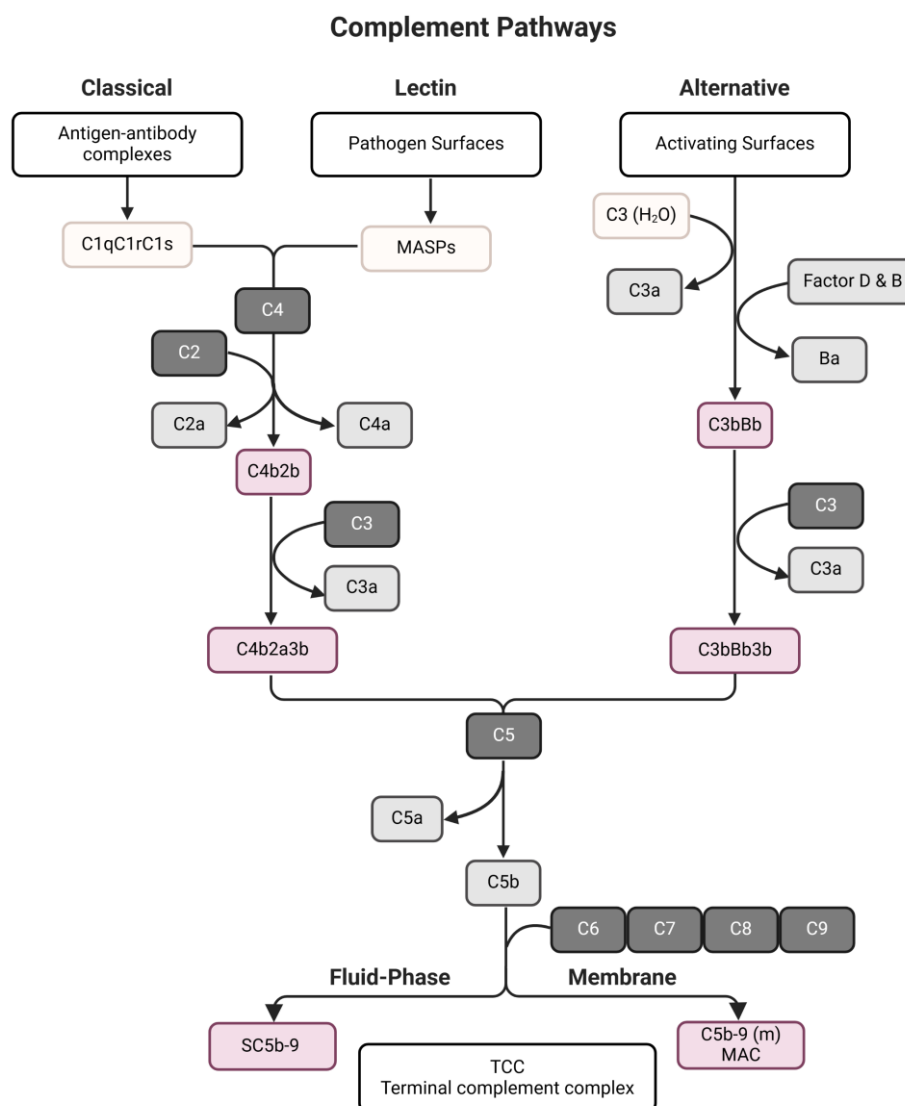 Complement Pathways
Classical
Lectin
Alternative
Antigen-antibody
complexes
Pathogen Surfaces
Activating Surfaces
C3 (H₂O)
C1qC1rC1s
MASPs
C3a
Factor D & B
C4
C2
Ba
C2a
C4a
C3bBb
C4b2b
C3
C3
C3a
C3a
C4b2a3b
C3bBb3b
C5
C5a
C5b
C6
C7
C8
C9
Fluid-Phase
Membrane
SC5b-9
C5b-9 (m)
MAC
TCC
Terminal complement complex